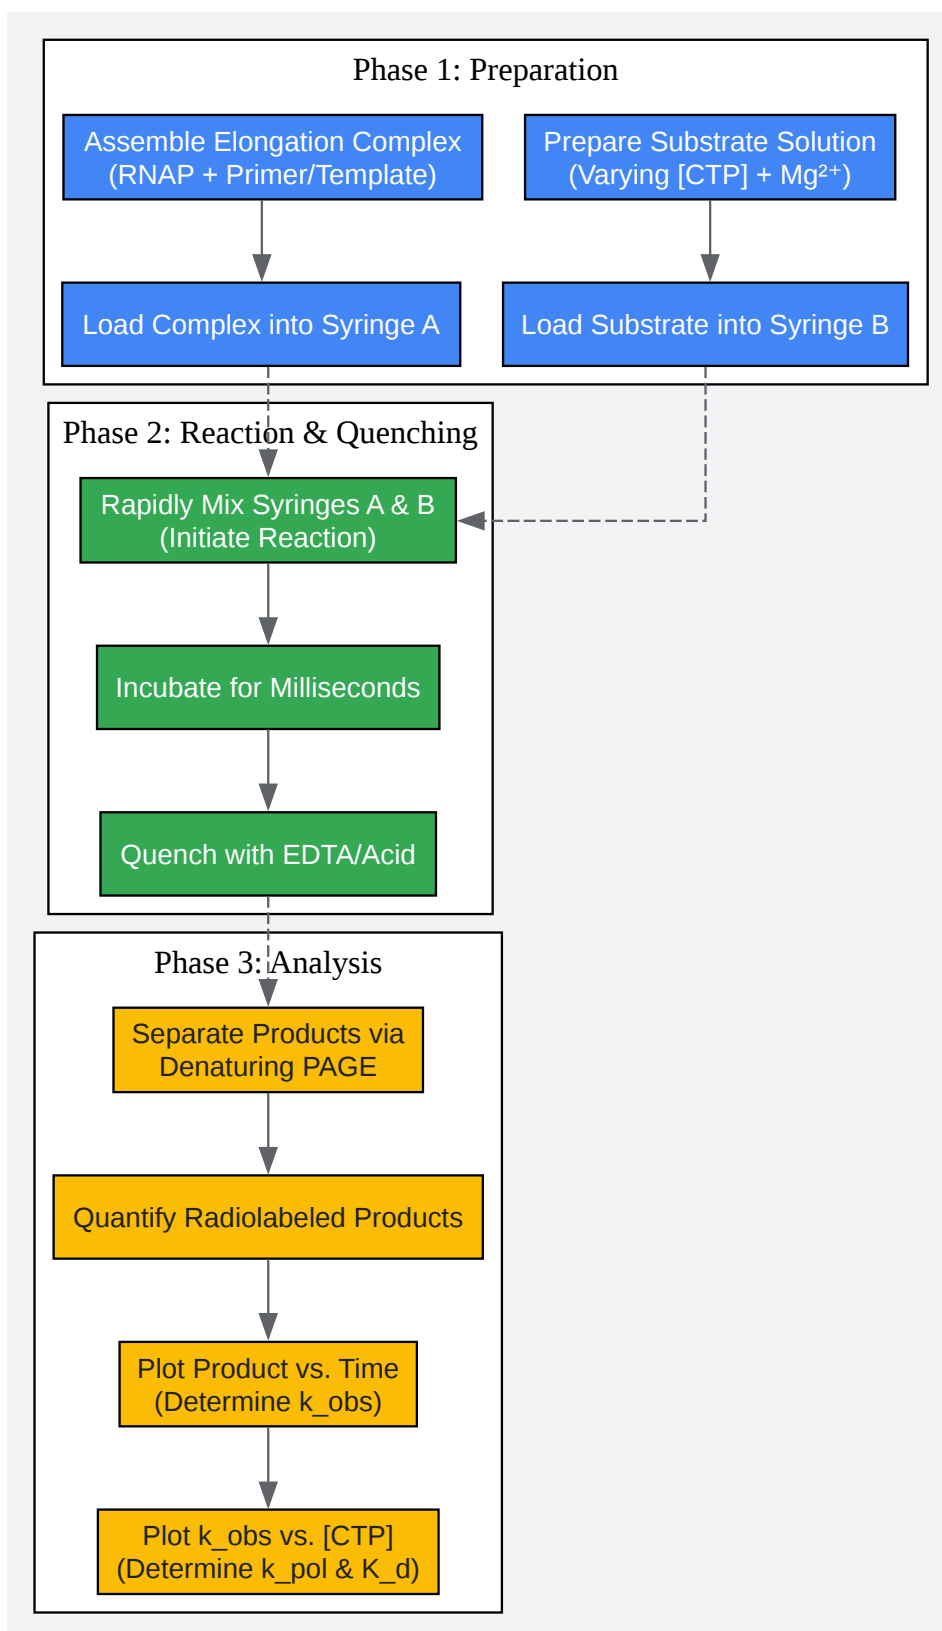 Phase 1: Preparation
Assemble Elongation Complex
(RNAP + Primer/Template)
Prepare Substrate Solution
(Varying [CTP] + Mg²⁺)
Load Complex into Syringe A
Load Substrate into Syringe B
Phase 2: Reaction & Quenching
Rapidly Mix Syringes A & B
(Initiate Reaction)
Incubate for Milliseconds
Quench with EDTA/Acid
Phase 3: Analysis
Separate Products via
Denaturing PAGE
Quantify Radiolabeled Products
Plot Product vs. Time
(Determine k_obs)
Plot k_obs vs. [CTP]
(Determine k_pol & K_d)